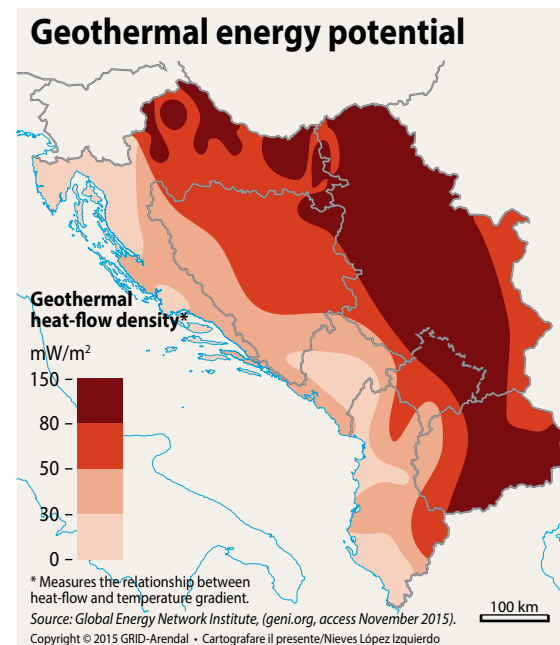 Geothermal energy potential
Geothermal
heat-flow density*
mW/m²
150
80
50
30
0
* Measures the relationship between
heat-flow and temperature gradient.
Source: Global Energy Network Institute, (geni.org, access November 2015).
100 km
Copyright © 2015 GRID-Arendal • Cartografare il presente/Nieves López Izquierdo